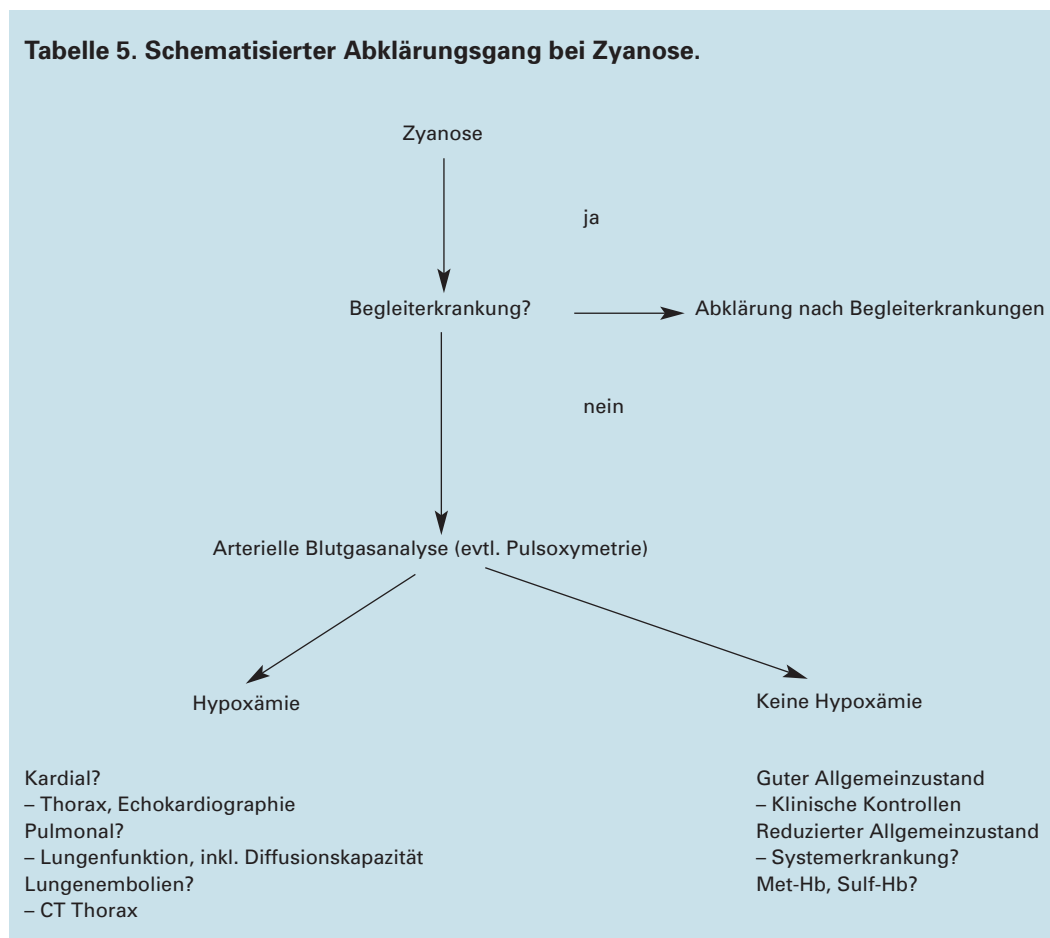 Tabelle 5. Schematisierter Abklärungsgang bei Zyanose.
Zyanose
ja
Begleiterkrankung?
Abklärung nach Begleiterkrankungen
nein
Arterielle Blutgasanalyse (evtl. Pulsoxymetrie)
Hypoxämie
Kardial?
– Thorax, Echokardiographie
Pulmonal?
– Lungenfunktion, inkl. Diffusionskapazität
Lungenembolien?
– CT Thorax
Keine Hypoxämie
Guter Allgemeinzustand
– Klinische Kontrollen
Reduzierter Allgemeinzustand
– Systemerkrankung?
Met-Hb, Sulf-Hb?